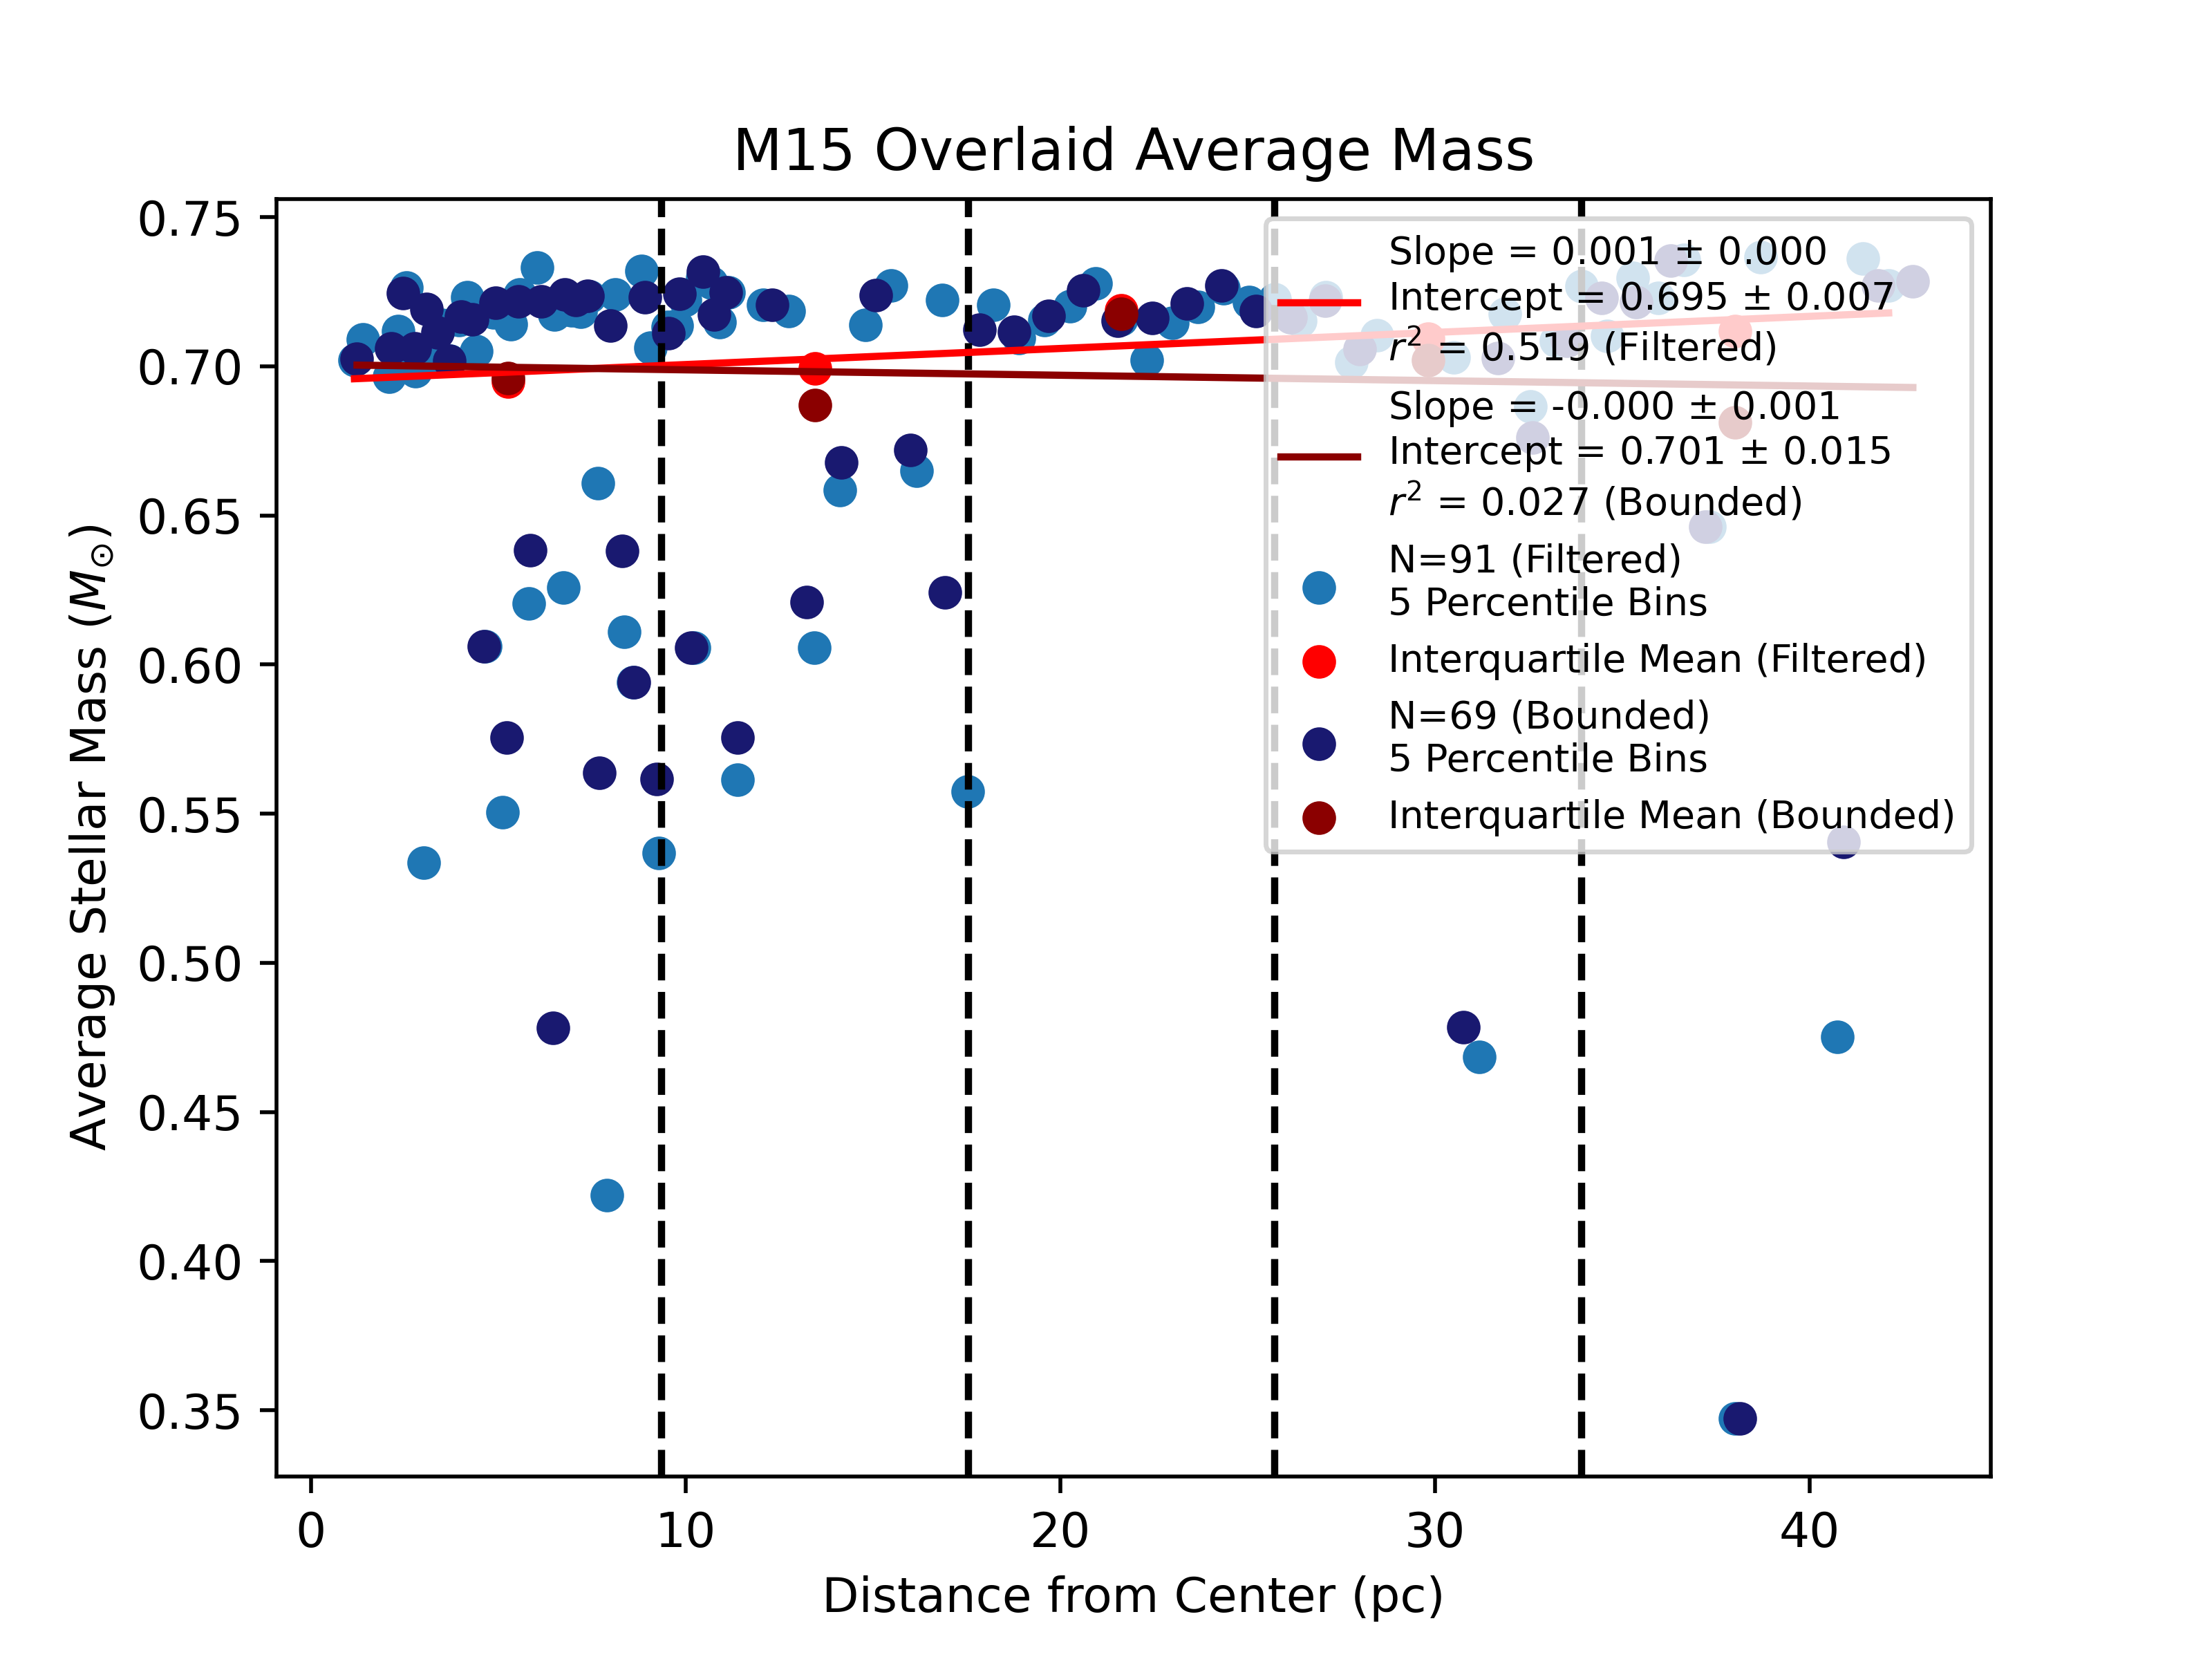 M15 Overlaid Average Mass
Average Stellar Mass (M⊙)
0.75
0.70
0.65
0.60
0.55
0.50
0.45
0.40
0.35
Slope = 0.001 ± 0.000
Intercept = 0.695 ± 0.007
r² = 0.519 (Filtered)
Slope = -0.000 ± 0.001
Intercept = 0.701 ± 0.015
r² = 0.027 (Bounded)
N=91 (Filtered)
5 Percentile Bins
Interquartile Mean (Filtered)
N=69 (Bounded)
5 Percentile Bins
Interquartile Mean (Bounded)
0 10 20 30 40
Distance from Center (pc)